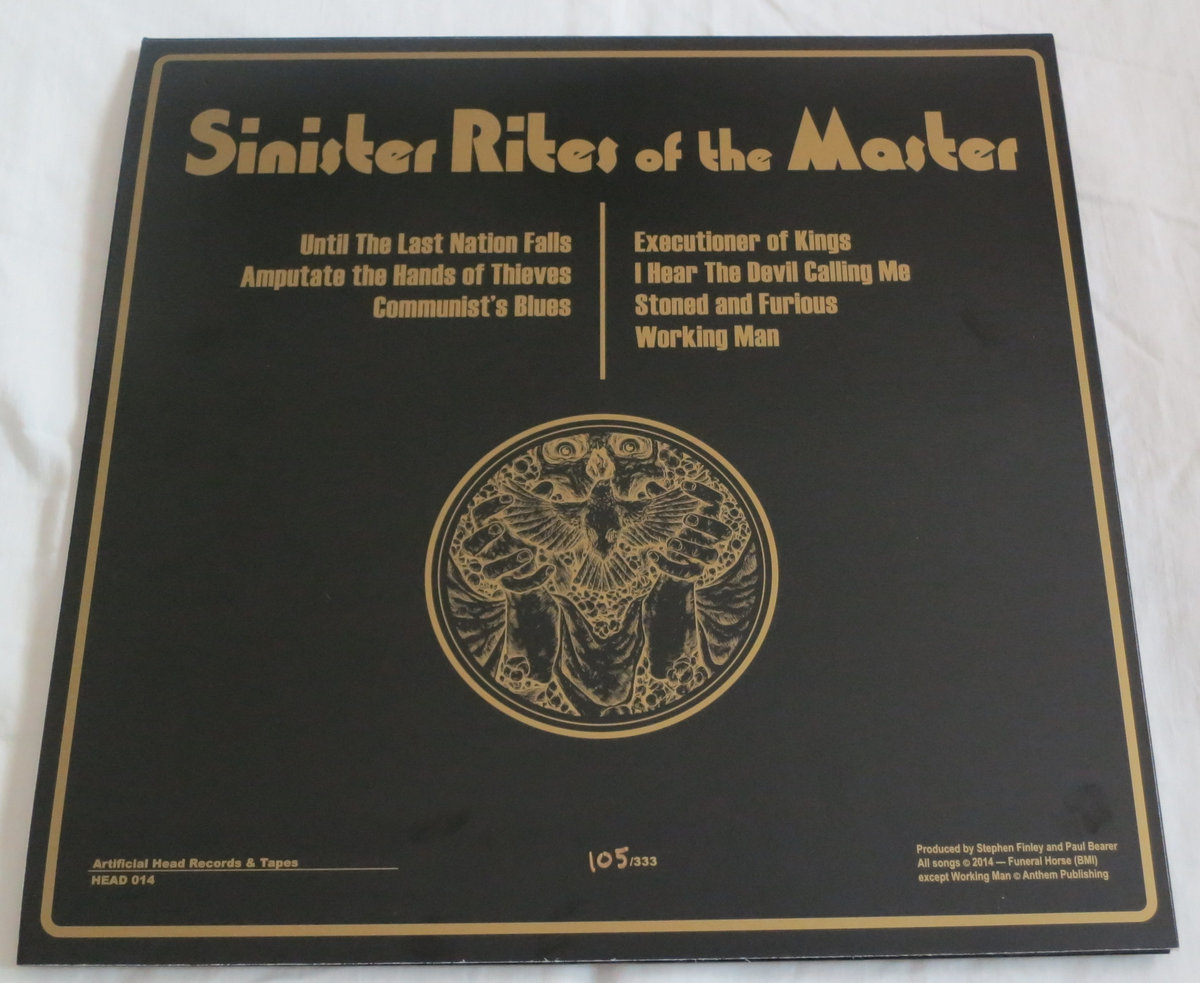 Sinister Rites of the Master
Until The Last Nation Falls
Amputate the Hands of Thieves
Communist's Blues
Executioner of Kings
I Hear The Devil Calling Me
Stoned and Furious
Working Man
Artificial Head Records & Tapes
HEAD 014
105/333
Produced by Stephen Finley and Paul Bearer
All songs © 2014 — Funeral Horse (BMI)
except Working Man © Anthem Publishing